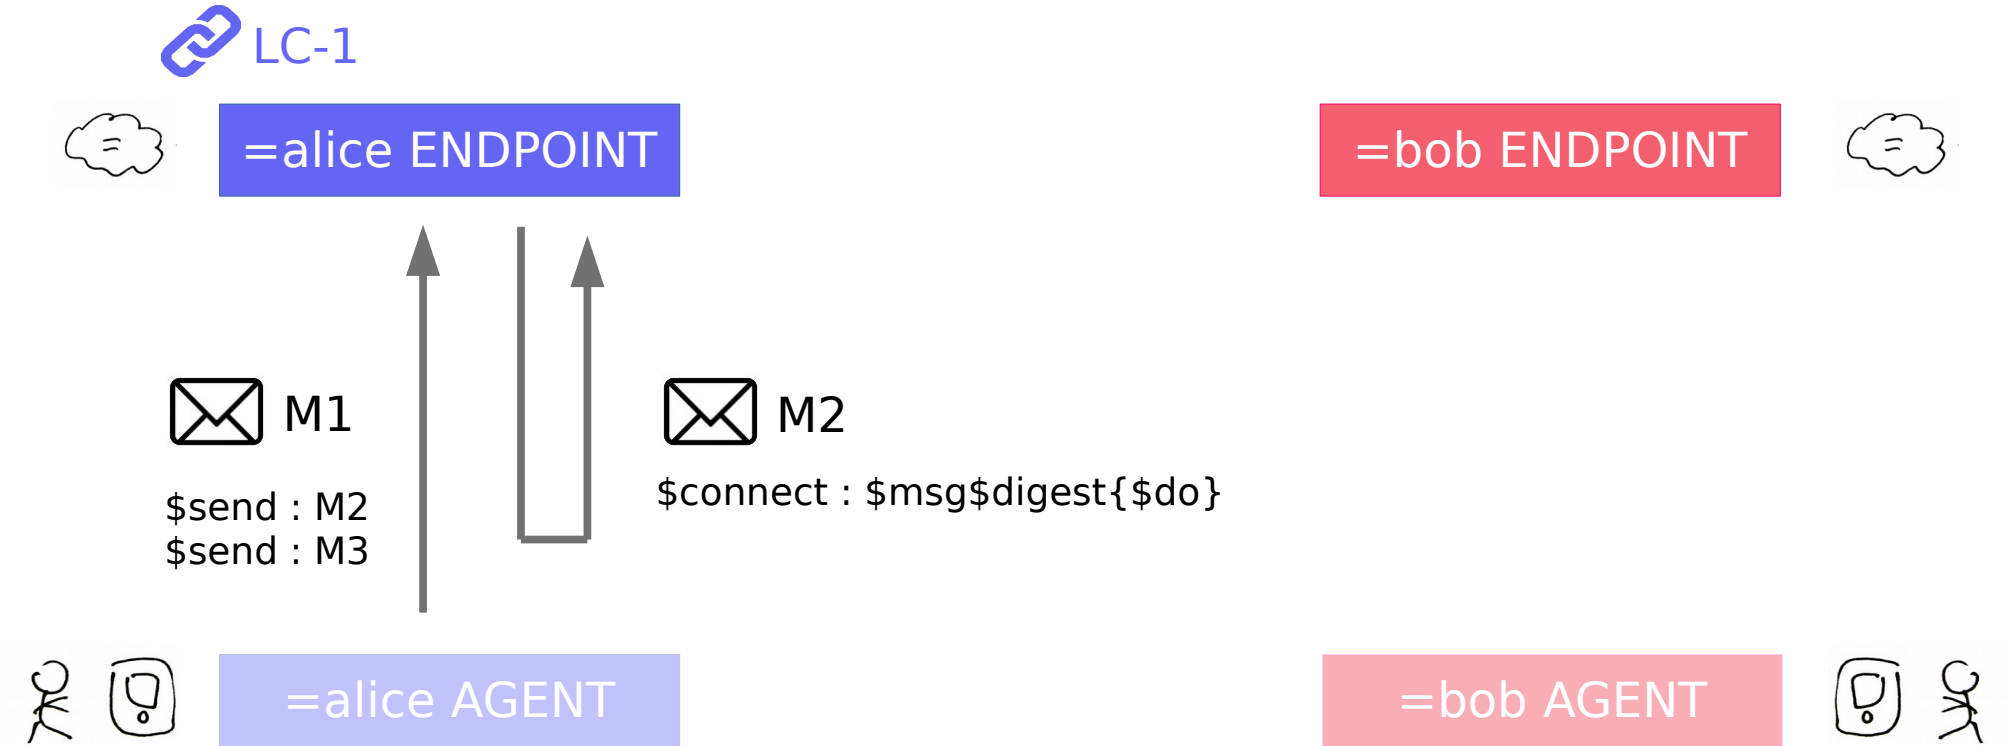 LC-1
=alice ENDPOINT
=bob ENDPOINT
M1
M2
$send : M2
$send : M3
$connect : $msg$digest{$do}
=alice AGENT
=bob AGENT